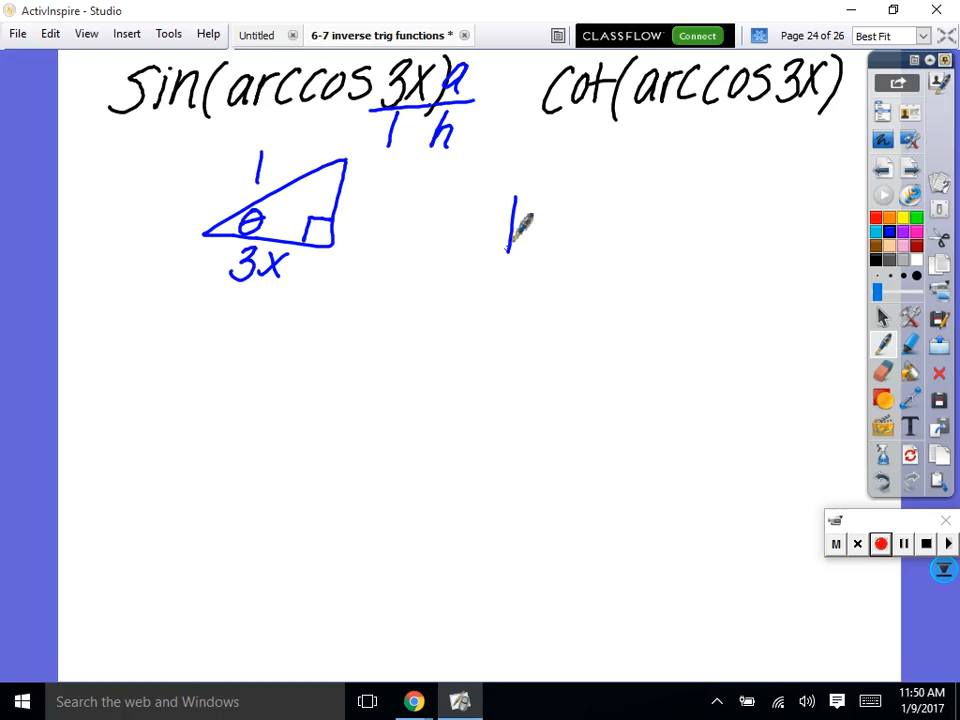 ActivInspire - Studio
File Edit View Insert Tools Help Untitled 6-7 inverse trig functions * CLASSFLOW Connect Page 24 of 26 Best Fit
sin(arccos 3x) a cot(arccos 3x)
1 h
1
θ
3x
1
T
M
Search the web and Windows
11:50 AM
1/9/2017